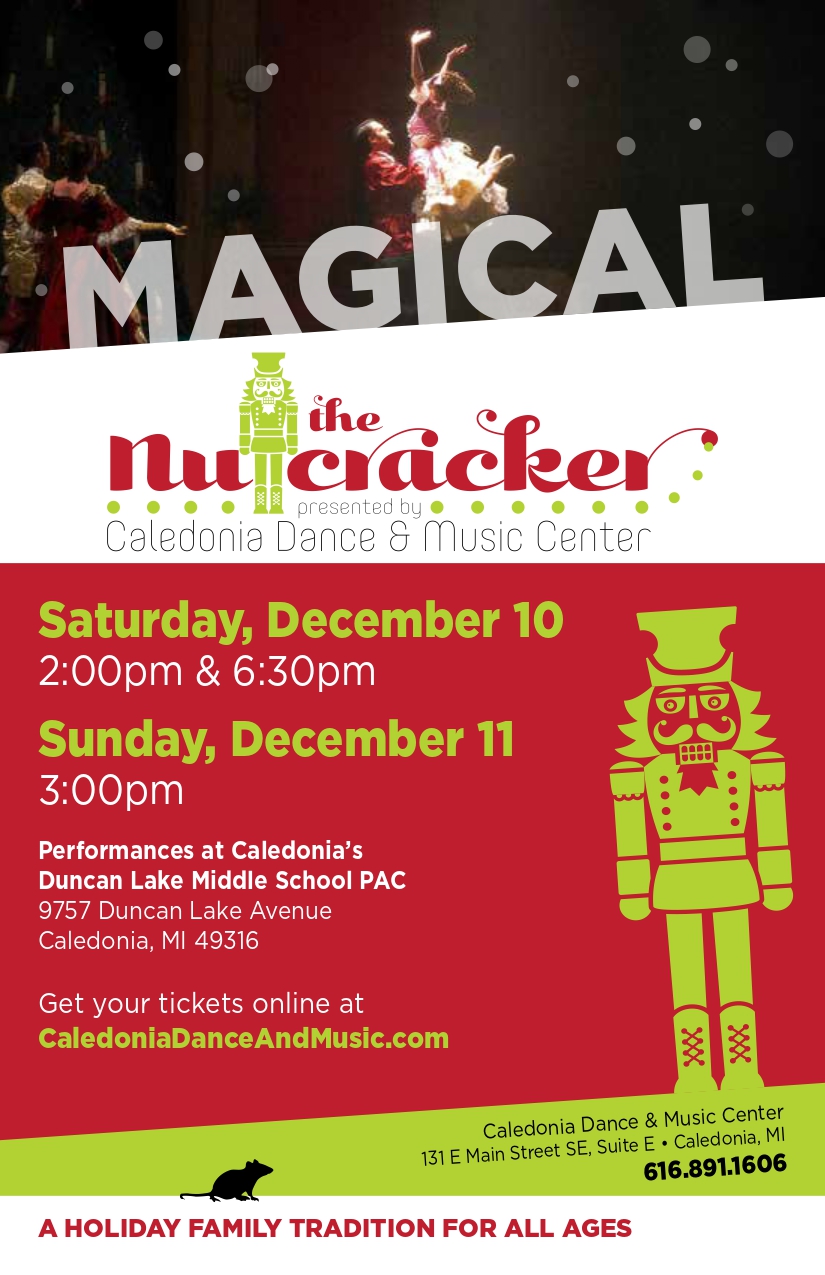 MAGICAL
the
nutcracker
presented by
Caledonia Dance & Music Center
Saturday, December 10
2:00pm & 6:30pm
Sunday, December 11
3:00pm
Performances at Caledonia’s
Duncan Lake Middle School PAC
9757 Duncan Lake Avenue
Caledonia, MI 49316
Get your tickets online at
CaledoniaDanceAndMusic.com
Caledonia Dance & Music Center
131 E Main Street SE, Suite E • Caledonia, MI
616.891.1606
A HOLIDAY FAMILY TRADITION FOR ALL AGES